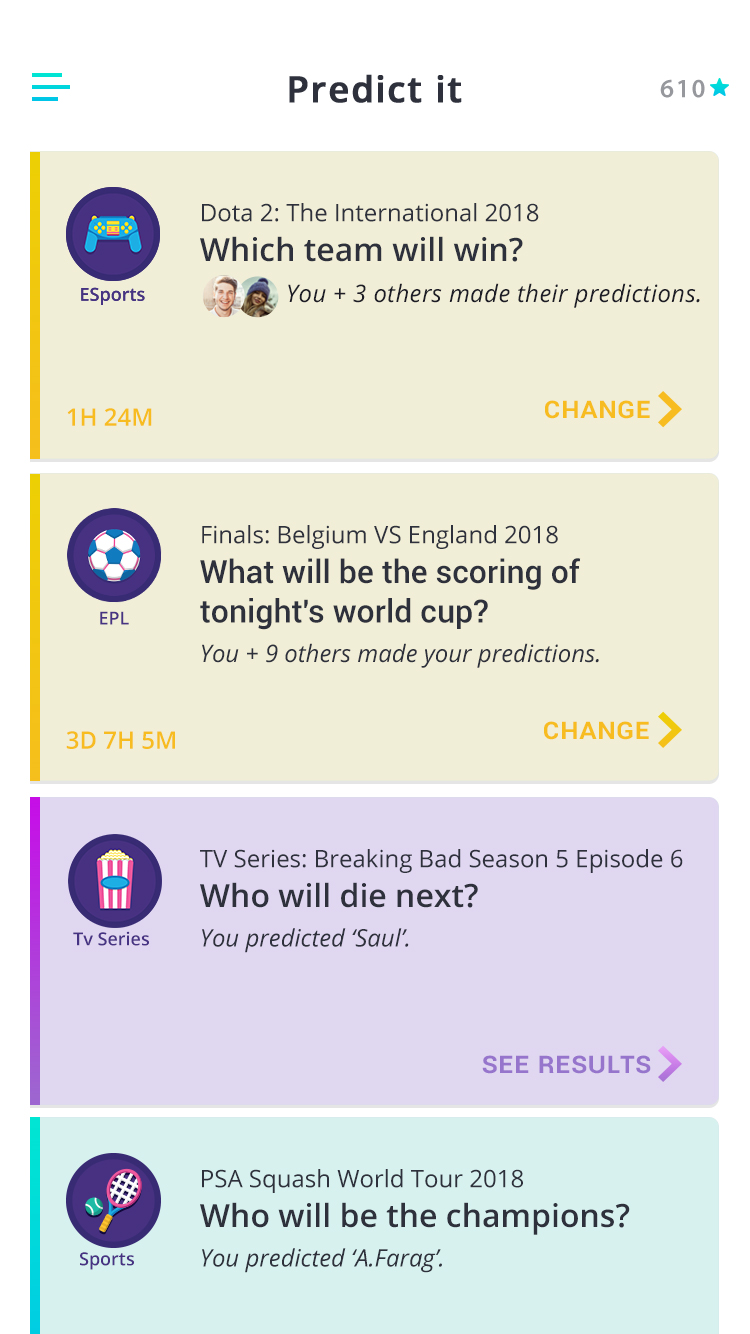 Predict it
610
Dota 2: The International 2018
Which team will win?
You + 3 others made their predictions.
ESports
1H 24M
CHANGE
Finals: Belgium VS England 2018
What will be the scoring of
tonight's world cup?
You + 9 others made your predictions.
EPL
3D 7H 5M
CHANGE
TV Series: Breaking Bad Season 5 Episode 6
Who will die next?
You predicted ‘Saul’.
Tv Series
SEE RESULTS
PSA Squash World Tour 2018
Who will be the champions?
You predicted ‘A.Farag’.
Sports